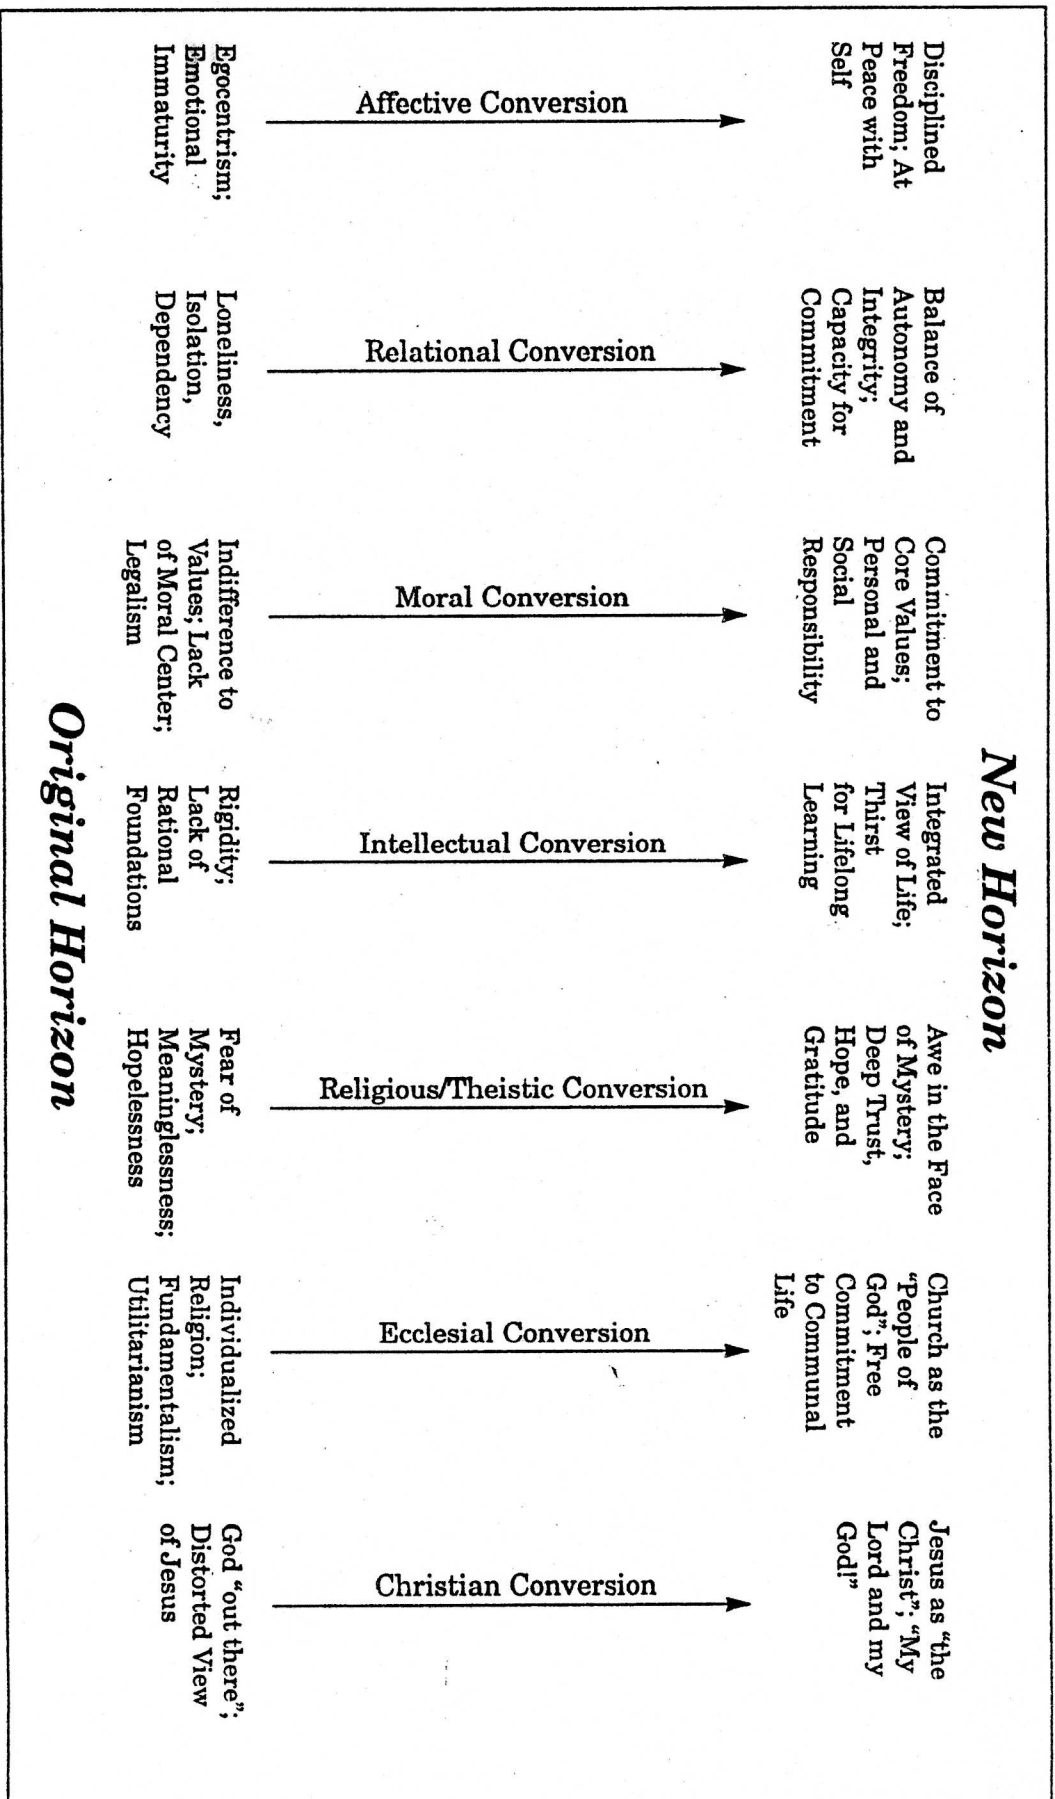 New Horizon
Disciplined
Freedom; At
Peace with
Self
Balance of
Autonomy and
Integrity;
Capacity for
Commitment
Commitment to
Core Values;
Personal and
Social
Responsibility
Integrated
View of Life;
Thirst
for Lifelong
Learning
Awe in the Face
of Mystery;
Deep Trust,
Hope, and
Gratitude
Church as the
“People of
God”; Free
Commitment
to Communal
Life
Jesus as “the
Christ”; “My
Lord and my
God!”
Affective Conversion
Relational Conversion
Moral Conversion
Intellectual Conversion
Religious/Theistic Conversion
Ecclesial Conversion
Christian Conversion
Egocentrism;
Emotional
Immaturity
Loneliness,
Isolation,
Dependency
Indifference to
Values; Lack
of Moral Center;
Legalism
Rigidity;
Lack of
Rational
Foundations
Fear of
Mystery;
Meaninglessness;
Hopelessness
Individualized
Religion;
Fundamentalism;
Utilitarianism
God “out there”;
Distorted View
of Jesus
Original Horizon